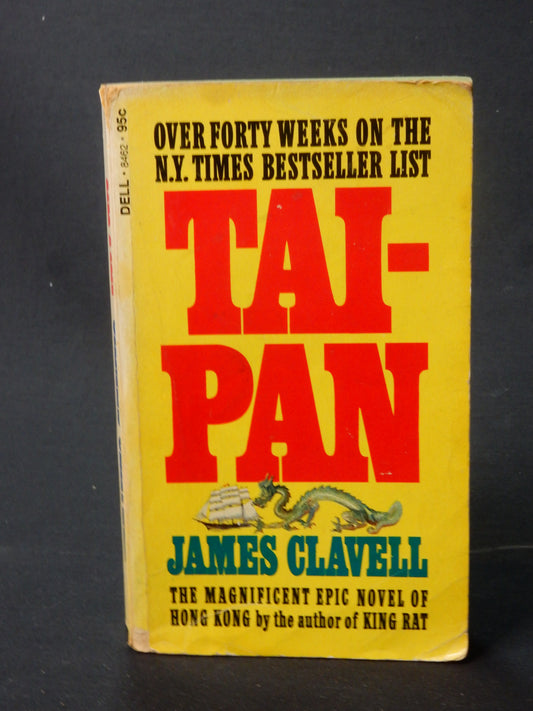 DELL • 8462 • 95c
OVER FORTY WEEKS ON THE
N.Y. TIMES BESTSELLER LIST
TAI-
PAN
JAMES CLAVELL
THE MAGNIFICENT EPIC NOVEL OF
HONG KONG by the author of KING RAT